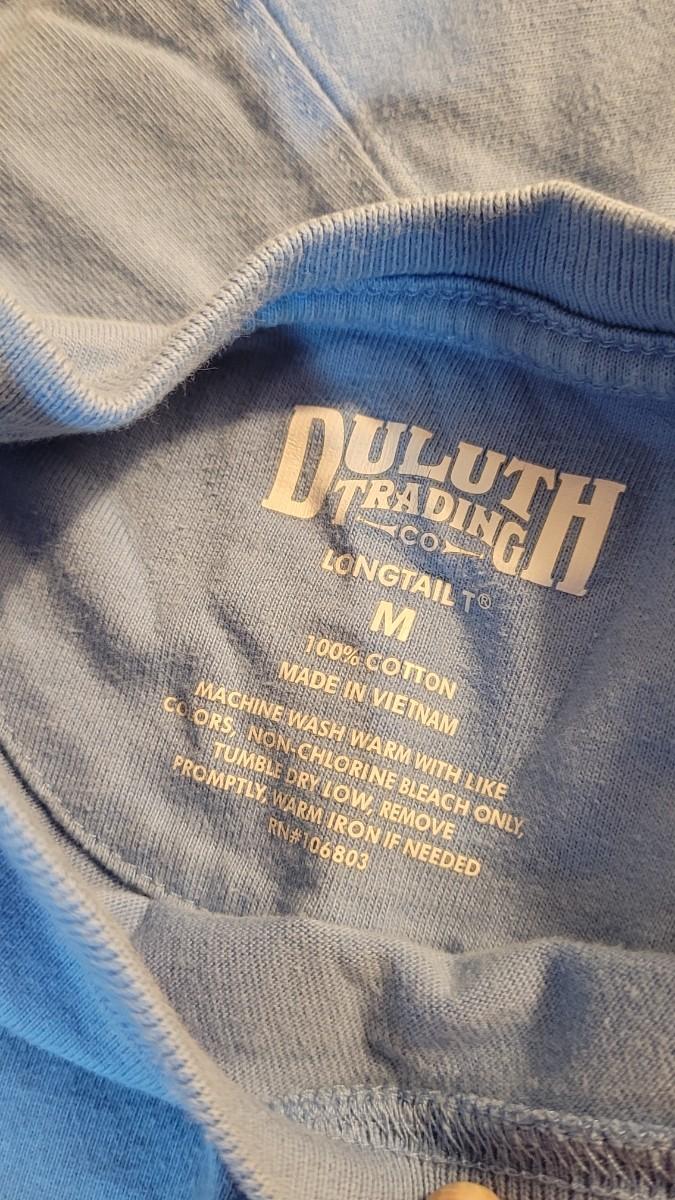 DULUTH
TRADING
CO
LONGTAIL T®
M
100% COTTON
MADE IN VIETNAM
MACHINE WASH WARM WITH LIKE
COLORS, NON-CHLORINE BLEACH ONLY,
TUMBLE DRY LOW, REMOVE
PROMPTLY, WARM IRON IF NEEDED
RN#106803